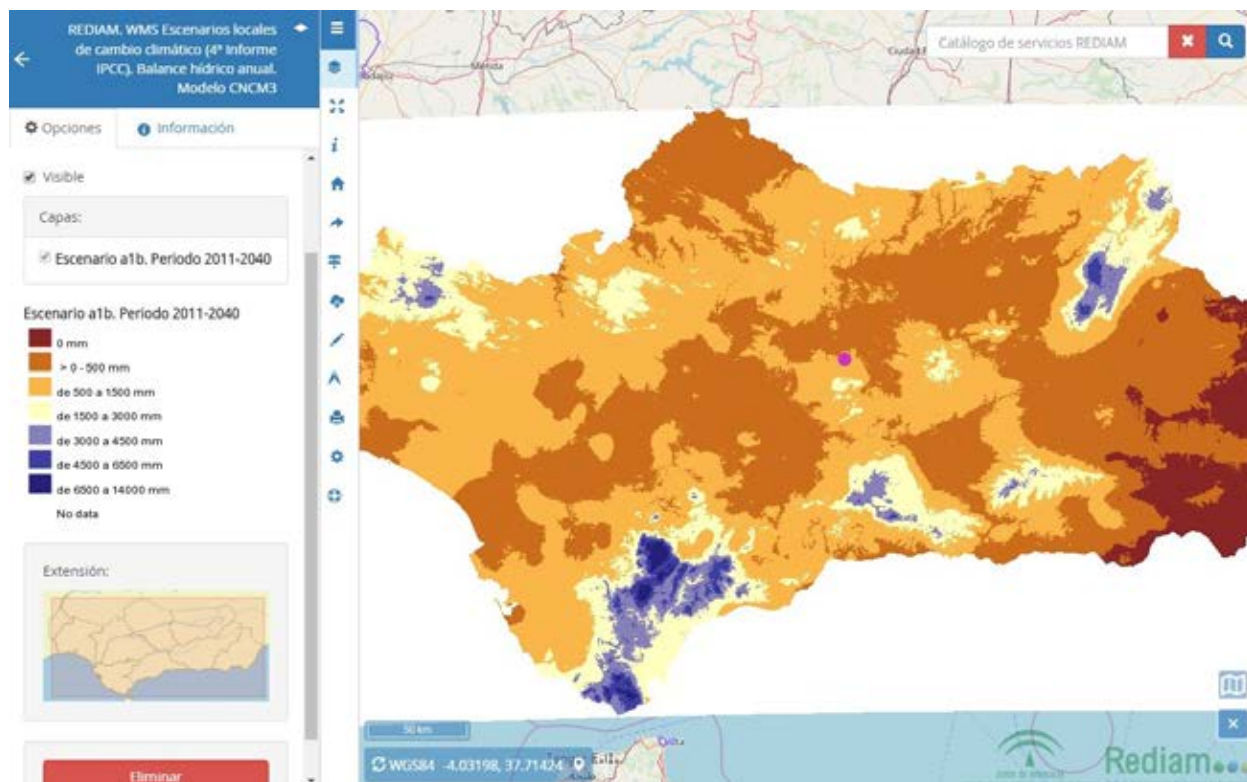 REDIAM. WMS Escenarios locales
de cambio climático (4º Informe
IPCC). Balance hídrico anual.
Modelo CNCM3
Opciones
Información
Visible
Capas:
Escenario a1b. Periodo 2011-2040
Escenario a1b. Periodo 2011-2040
0 mm
> 0 - 500 mm
de 500 a 1500 mm
de 1500 a 3000 mm
de 3000 a 4500 mm
de 4500 a 6500 mm
de 6500 a 14000 mm
No data
Extensión:
Eliminar
Catálogo de servicios REDIAM
Mérida
50 km
Ceuta
WGS84 -4.03198, 37.71424
Rediam